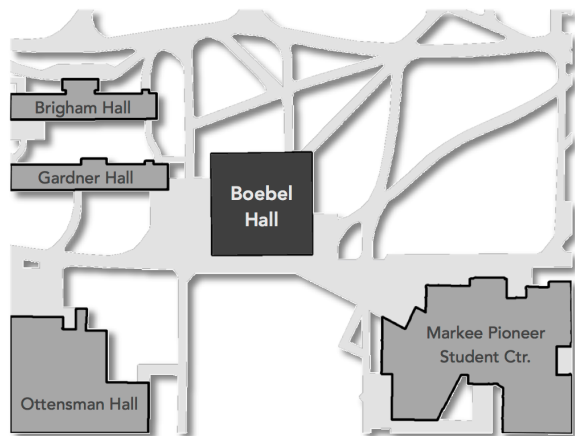 Brigham Hall
Gardner Hall
Boebel
Hall
Markee Pioneer
Student Ctr.
Ottensman Hall